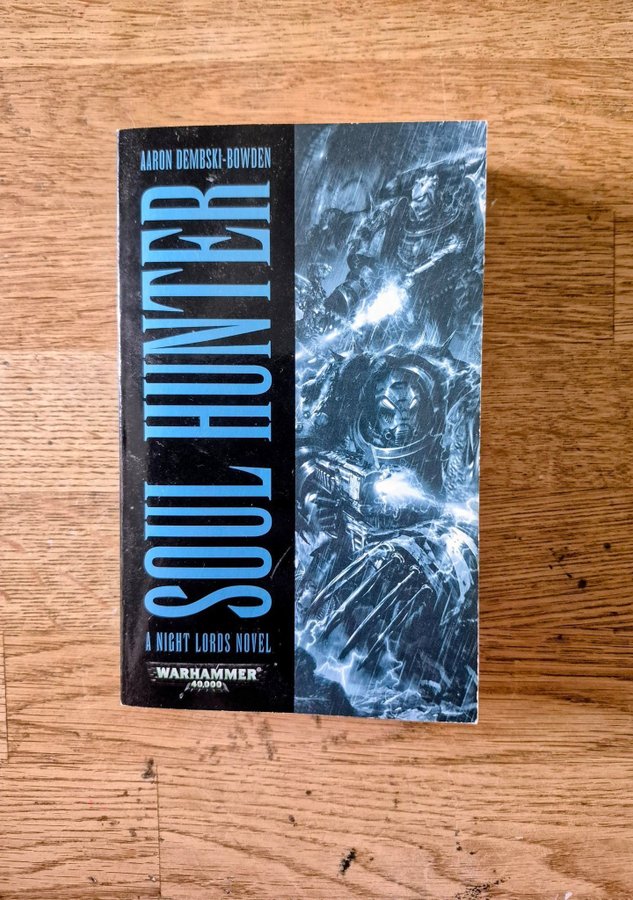 AARON DEMBSKI-BOWDEN
SOUL HUNTER
A NIGHT LORDS NOVEL
WARHAMMER
40,000